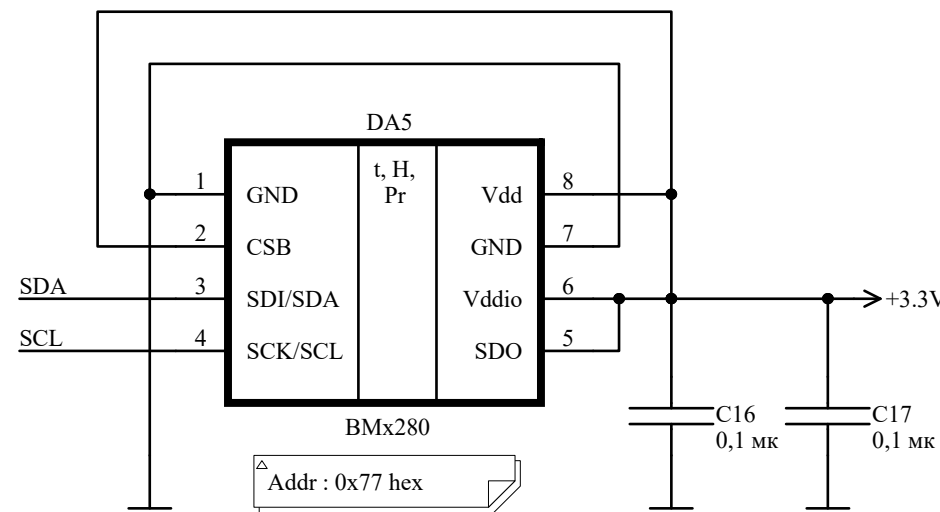 DA5
t, H,
Pr
1 GND Vdd 8
2 CSB GND 7
SDA 3 SDI/SDA Vddio 6 +3.3V
SCL 4 SCK/SCL SDO 5
BMx280
C16
0,1 мк
C17
0,1 мк
Addr : 0x77 hex